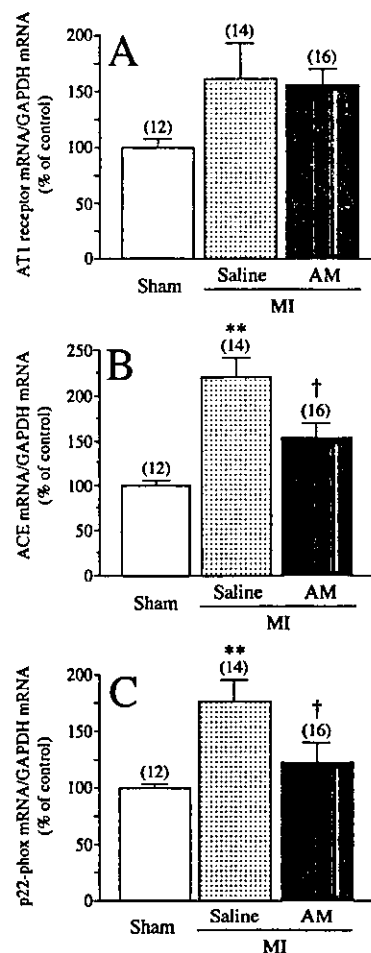 A
AT1 receptor mRNA/GAPDH mRNA
(% of control)
200
150
100
50
0
(12)
(14)
(16)
Sham
Saline
AM
MI
B
ACE mRNA/GAPDH mRNA
(% of control)
250
200
150
100
50
0
(12)
**
(14)
†
(16)
Sham
Saline
AM
MI
C
p22-phox mRNA/GAPDH mRNA
(% of control)
200
150
100
50
0
(12)
**
(14)
†
(16)
Sham
Saline
AM
MI